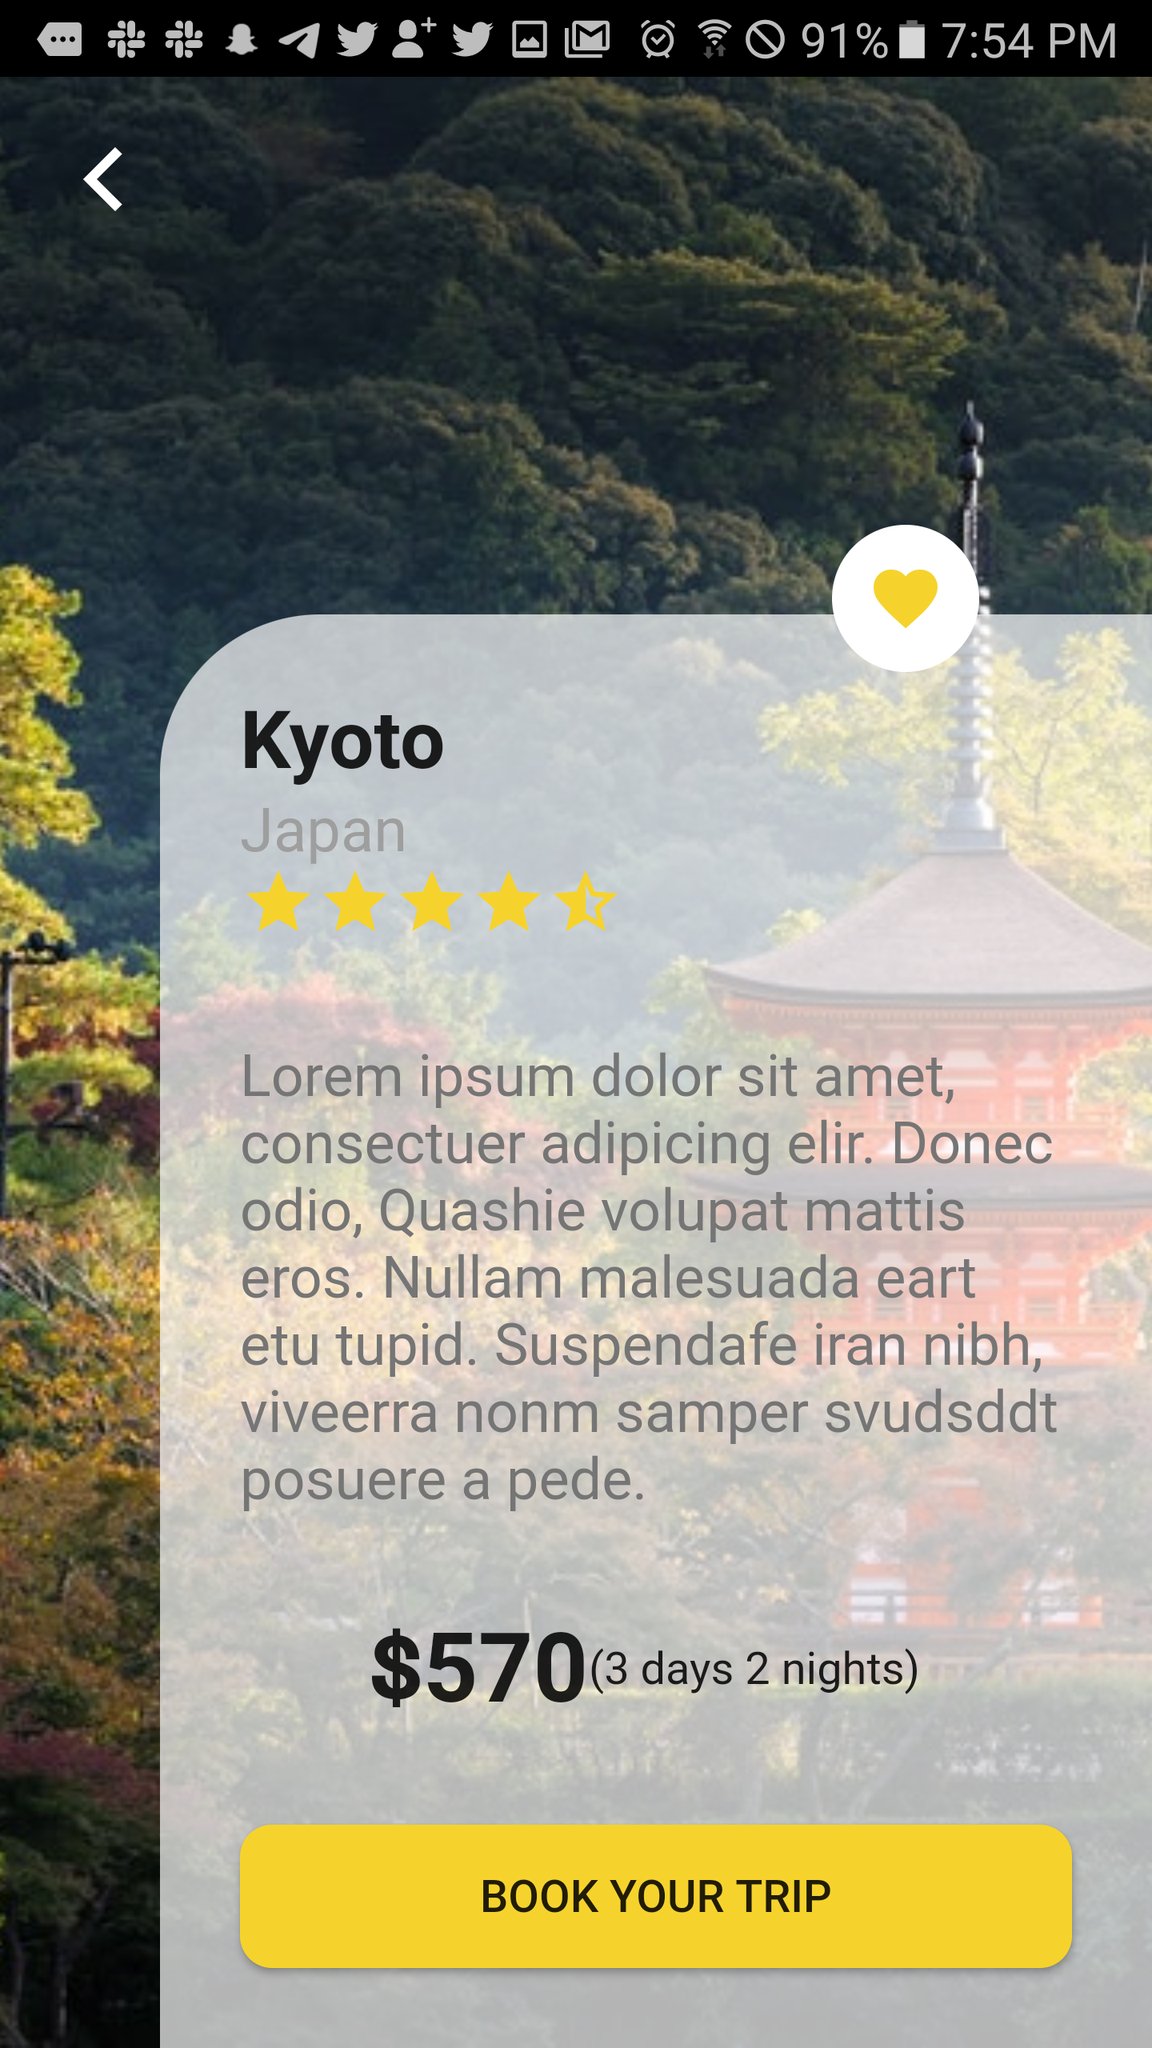 91% 7:54 PM
Kyoto
Japan
Lorem ipsum dolor sit amet,
consectuer adipicing elir. Donec
odio, Quashie volupat mattis
eros. Nullam malesuada eart
etu tupid. Suspendafe iran nibh,
viveerra nonm samper svudsddt
posuere a pede.
$570(3 days 2 nights)
BOOK YOUR TRIP